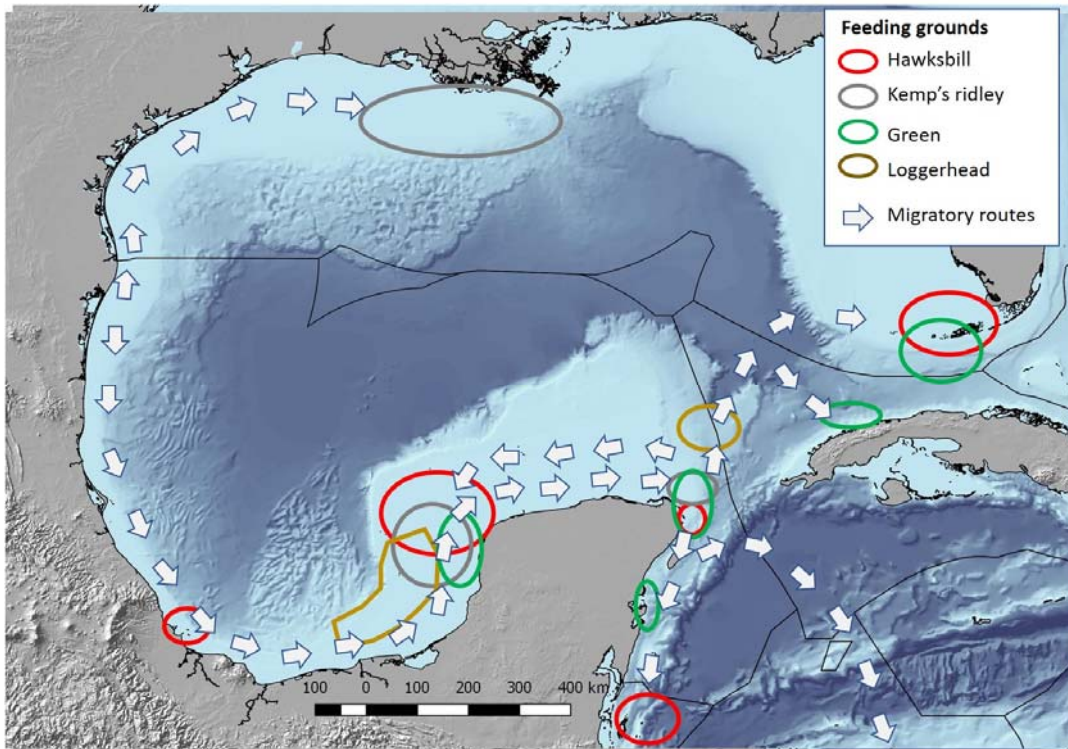 Feeding grounds
Hawksbill
Kemp's ridley
Green
Loggerhead
Migratory routes
100 0 100 200 300 400 km